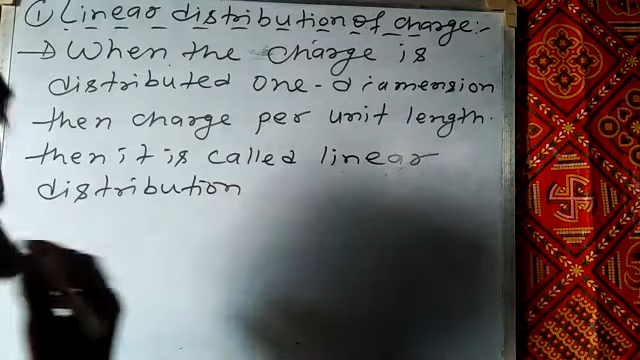 ① Linear distribution of charge:-
→ When the charge is
distributed one-diamension
then charge per unit length.
then it is called linear
distribution